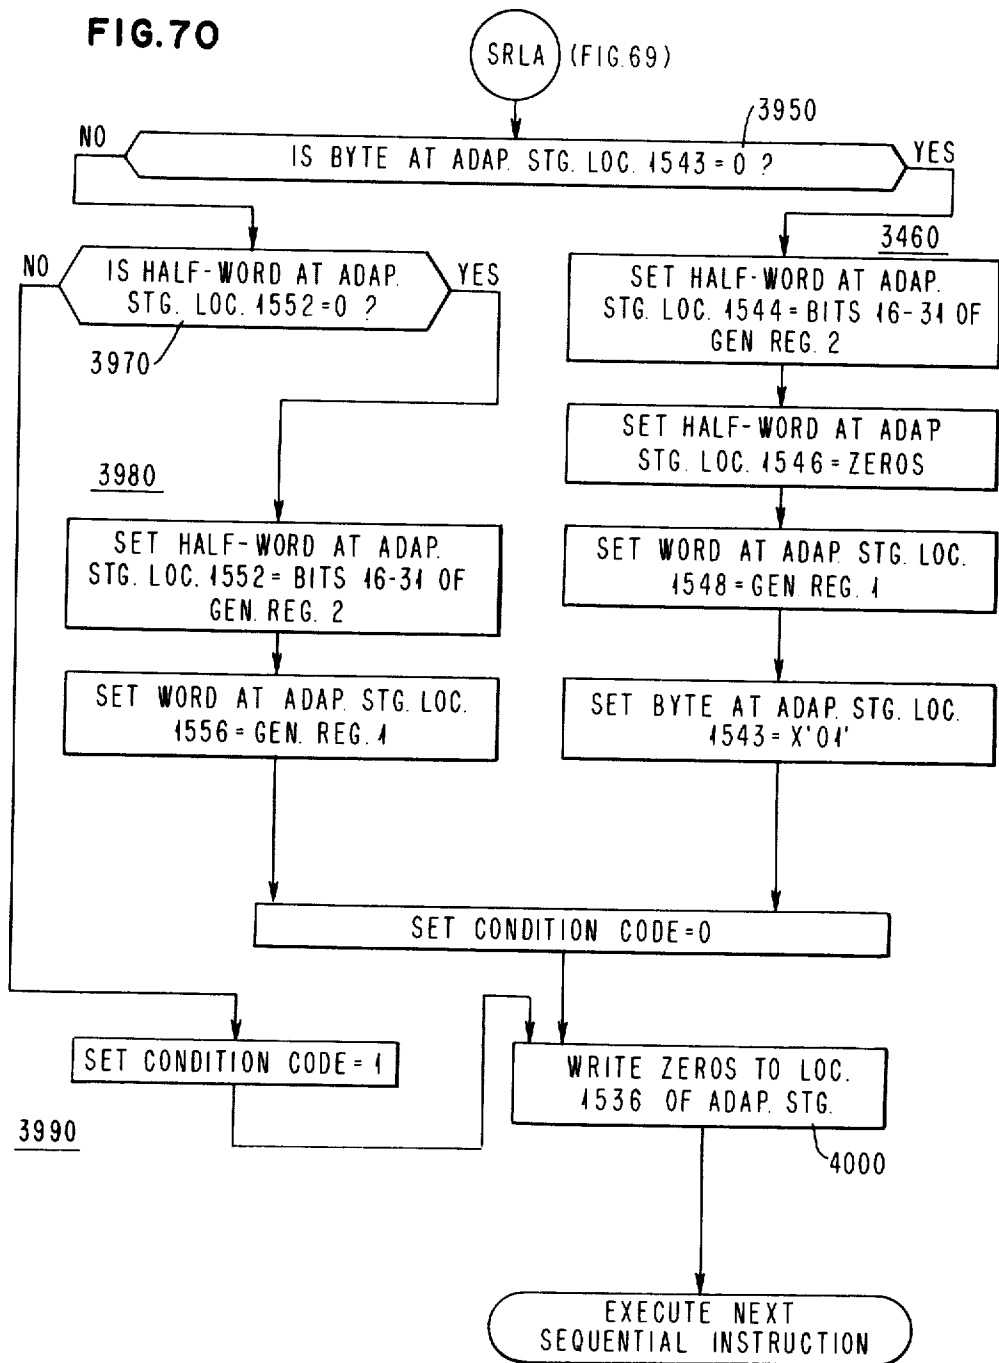 FIG.70
SRLA (FIG.69)
3950
NO
IS BYTE AT ADAP. STG. LOC. 1543=0 ?
YES
3460
NO
IS HALF-WORD AT ADAP.
STG. LOC. 1552=0 ?
YES
3970
SET HALF-WORD AT ADAP.
STG. LOC. 1544=BITS 16-31 OF
GEN REG. 2
SET HALF-WORD AT ADAP
STG. LOC. 1546=ZEROS
3980
SET HALF-WORD AT ADAP.
STG. LOC. 1552=BITS 16-31 OF
GEN. REG. 2
SET WORD AT ADAP. STG. LOC.
1548=GEN. REG. 1
SET WORD AT ADAP. STG. LOC.
1556=GEN. REG. 1
SET BYTE AT ADAP. STG. LOC.
1543=X'01'
SET CONDITION CODE=0
SET CONDITION CODE=1
WRITE ZEROS TO LOC.
1536 OF ADAP. STG.
3990
4000
EXECUTE NEXT
SEQUENTIAL INSTRUCTION